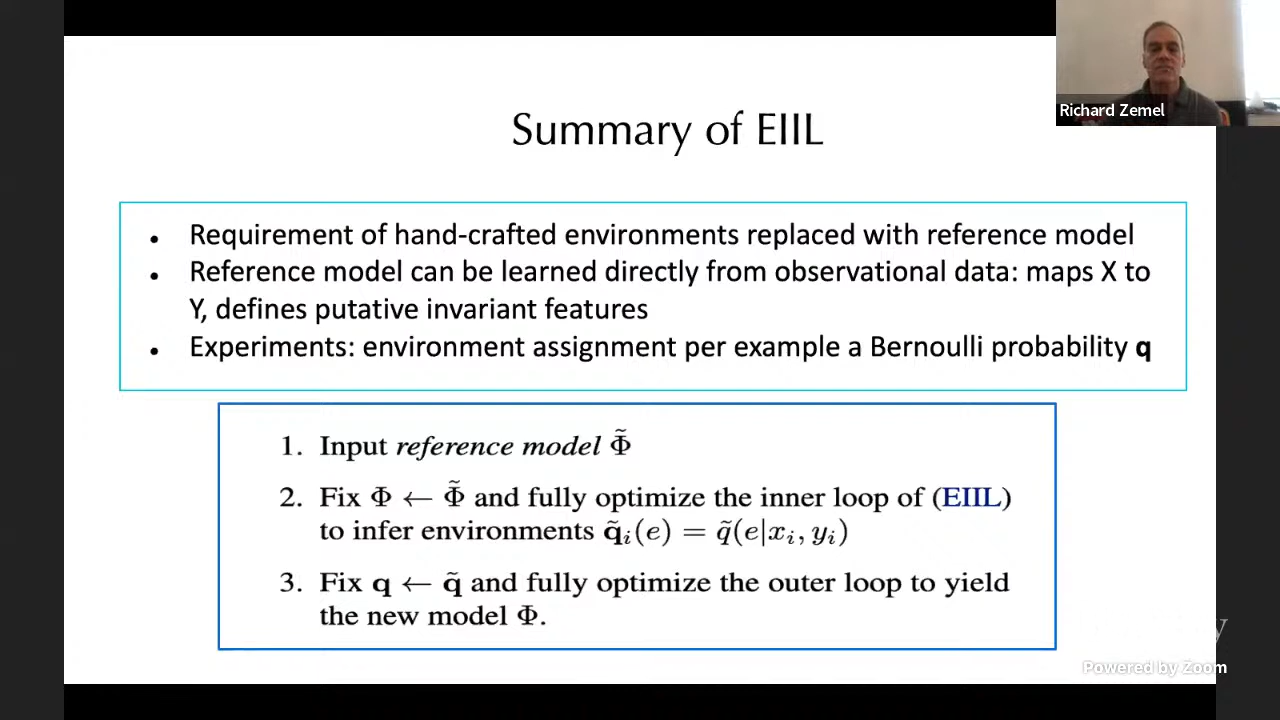 Richard Zemel
Summary of EIIL
• Requirement of hand-crafted environments replaced with reference model
• Reference model can be learned directly from observational data: maps X to
Y, defines putative invariant features
• Experiments: environment assignment per example a Bernoulli probability q
1. Input reference model Φ̃
2. Fix Φ ← Φ̃ and fully optimize the inner loop of (EIIL)
to infer environments q̃ᵢ(e) = q̃(e|xᵢ, yᵢ)
3. Fix q ← q̃ and fully optimize the outer loop to yield
the new model Φ.
y
Powered by Zoom